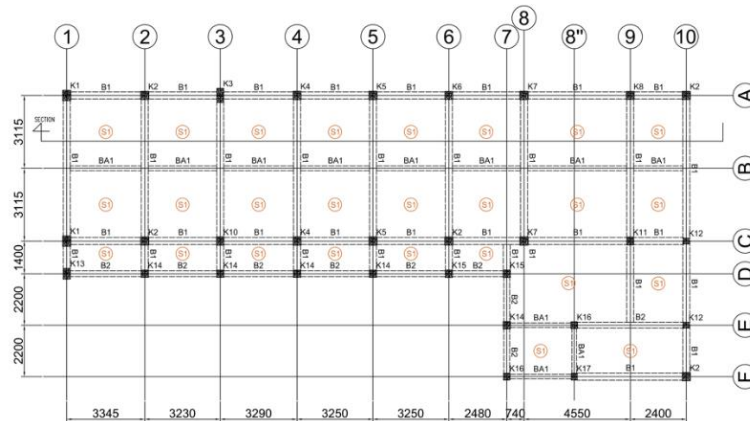 1 2 3 4 5 6 7 8 8" 9 10
K1 B1 K2 B1 K3 B1 K4 B1 K5 B1 K6 B1 K7 B1 K8 B1 K2 A
SECTION
3115 S1 S1 S1 S1 S1 S1 S1 S1
B1 BA1 B1 BA1 B1 BA1 B1 BA1 B1 BA1 B1 BA1 B1 BA1 B1 BA1 B1 B
3115 S1 S1 S1 S1 S1 S1 S1 S1
K1 B1 K2 B1 K10 B1 K4 B1 K5 B1 K2 B1 K7 B1 K11 B1 K12 C
1400 B1 S1 B1 S1 B1 S1 B1 S1 B1 S1 B1 S1 B1 B1
K13 B2 K14 B2 K14 B2 K14 B2 K14 B2 K15 B2 K15 D
2200 B2 S1 B1 S1 B1
K14 BA1 K16 B2 K12 E
2200 B2 S1 BA1 S1 B1
K16 BA1 K17 B1 K2 F
3345 3230 3290 3250 3250 2480 740 4550 2400